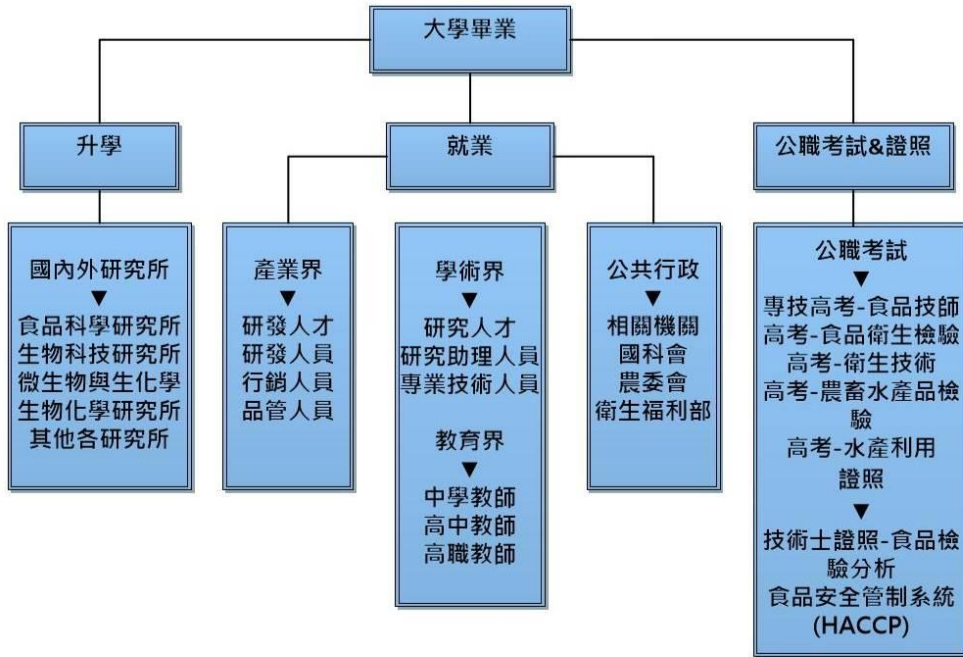 大學畢業
升學
就業
公職考試&證照
國內外研究所
▼
食品科學研究所
生物科技研究所
微生物與生化學
生物化學研究所
其他各研究所
產業界
▼
研發人才
研發人員
行銷人員
品管人員
學術界
▼
研究人才
研究助理人員
專業技術人員
教育界
▼
中學教師
高中教師
高職教師
公共行政
▼
相關機關
國科會
農委會
衛生福利部
公職考試
▼
專技高考-食品技師
高考-食品衛生檢驗
高考-衛生技術
高考-農畜水產品檢
驗
高考-水產利用
證照
▼
技術士證照-食品檢
驗分析
食品安全管制系統
(HACCP)